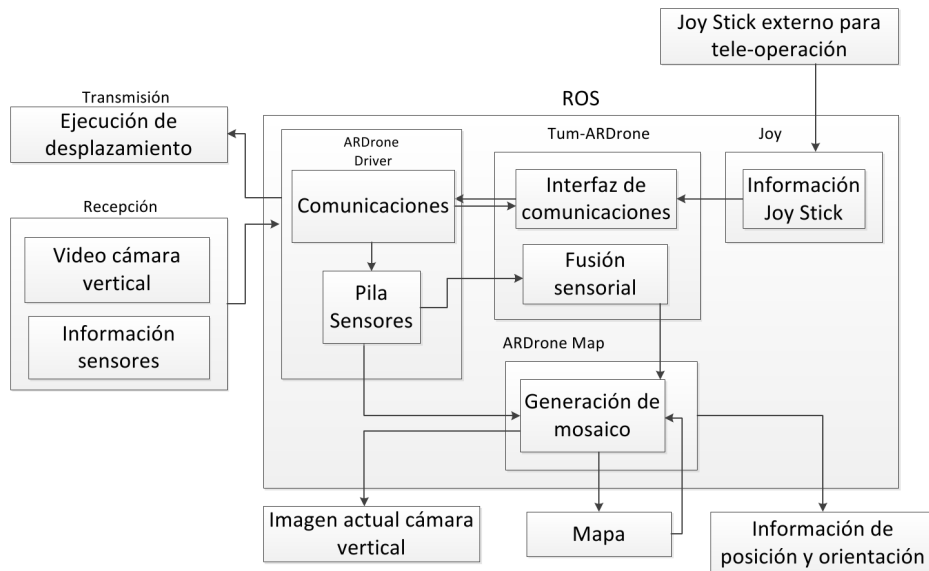 Joy Stick externo para
tele-operación
ROS
Transmisión
Ejecución de
desplazamiento
ARDrone
Driver
Tum-ARDrone
Joy
Comunicaciones
Interfaz de
comunicaciones
Información
Joy Stick
Recepción
Video cámara
vertical
Información
sensores
Pila
Sensores
Fusión
sensorial
ARDrone Map
Generación de
mosaico
Imagen actual cámara
vertical
Mapa
Información de
posición y orientación